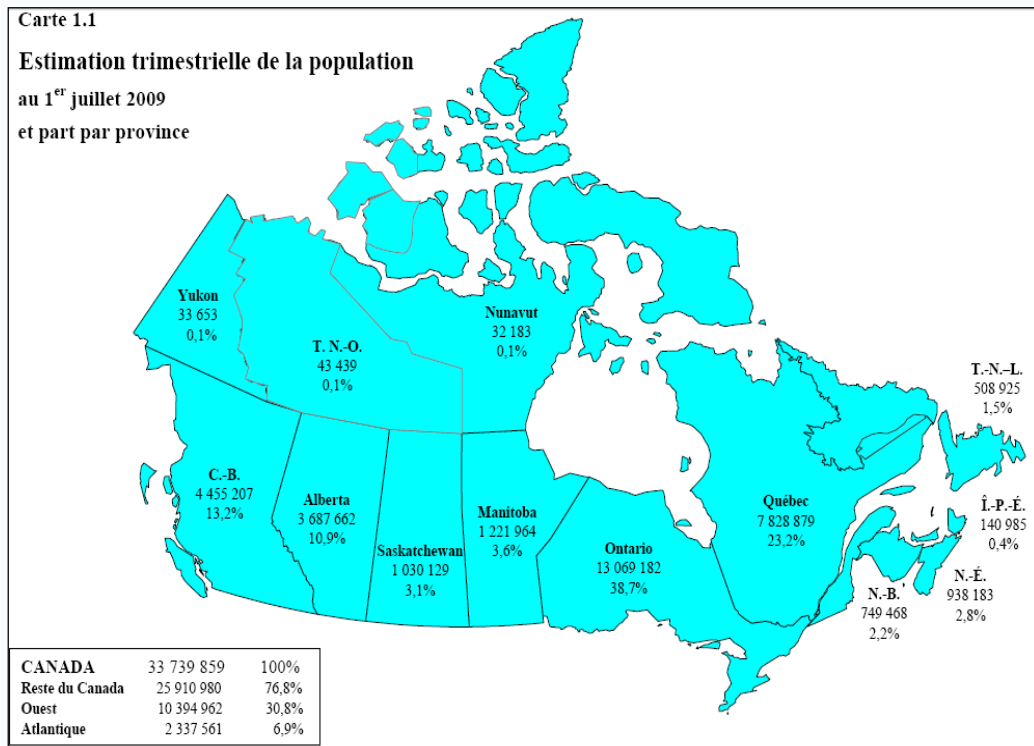 Carte 1.1
Estimation trimestrielle de la population
au 1er juillet 2009
et part par province
Yukon
33 653
0,1%
T. N.-O.
43 439
0,1%
Nunavut
32 183
0,1%
T.-N.–L.
508 925
1,5%
C.-B.
4 455 207
13,2%
Alberta
3 687 662
10,9%
Saskatchewan
1 030 129
3,1%
Manitoba
1 221 964
3,6%
Ontario
13 069 182
38,7%
Québec
7 828 879
23,2%
Î.-P.-É.
140 985
0,4%
N.-É.
938 183
2,8%
N.-B.
749 468
2,2%
CANADA 33 739 859 100%
Reste du Canada 25 910 980 76,8%
Ouest 10 394 962 30,8%
Atlantique 2 337 561 6,9%